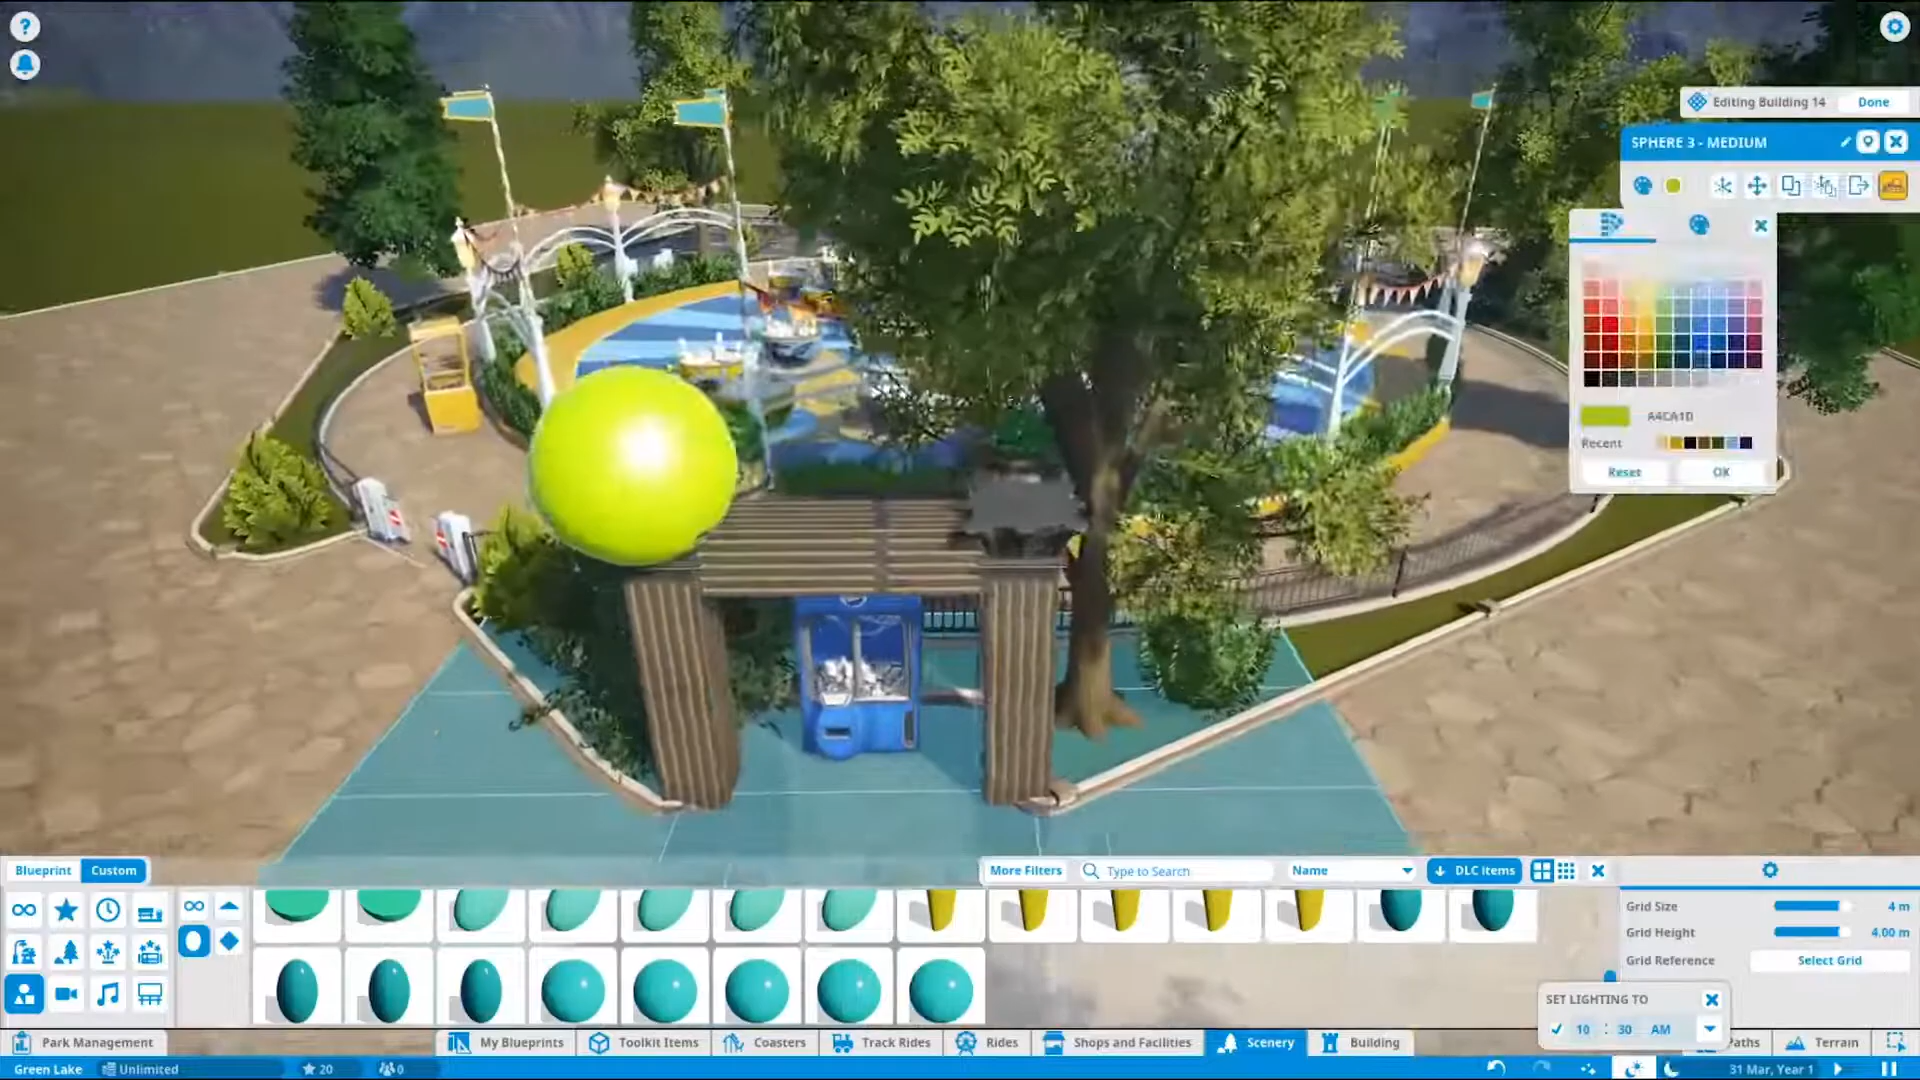 ?
Editing Building 14 Done
SPHERE 3 - MEDIUM
A4CA1D
Recent
Reset OK
Blueprint Custom
More Filters Type to Search Name DLC Items
Grid Size 4 m
Grid Height 4.00 m
Grid Reference Select Grid
SET LIGHTING TO
10 : 30 AM
Park Management My Blueprints Toolkit Items Coasters Track Rides Rides Shops and Facilities Scenery Building Paths Terrain
Green Lake Unlimited 20 0 31 Mar, Year 1